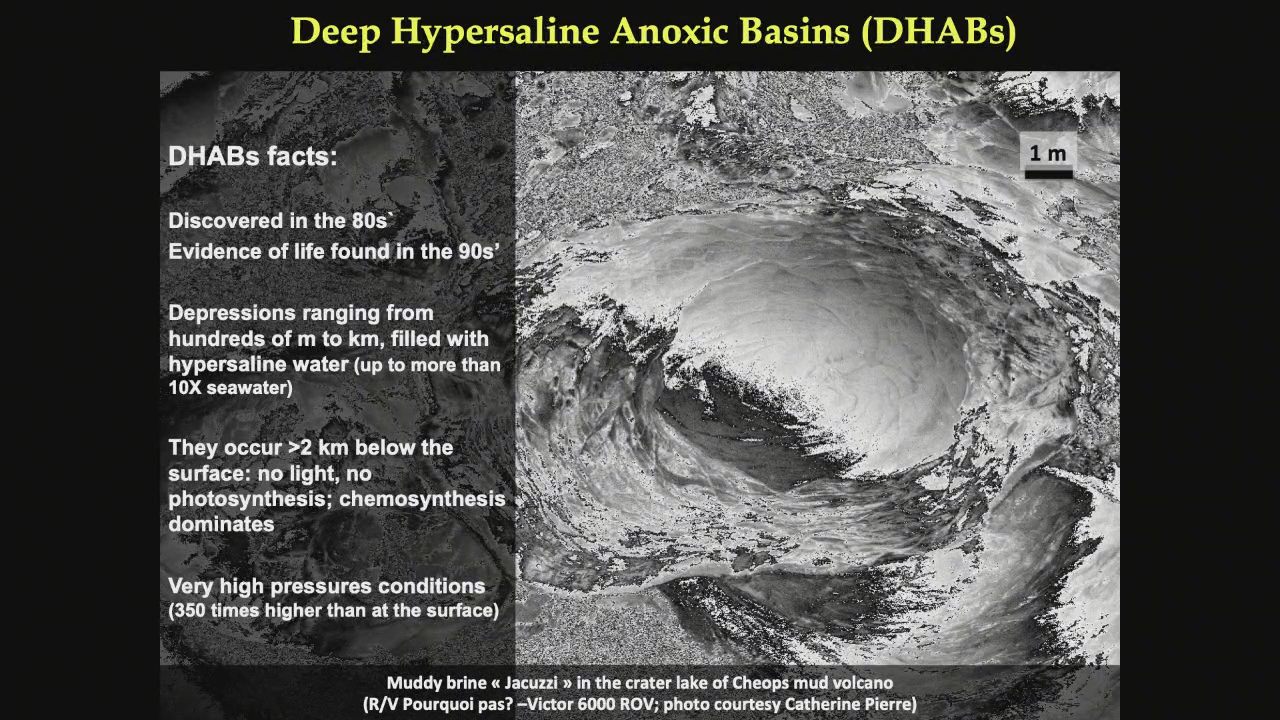 Deep Hypersaline Anoxic Basins (DHABs)
DHABs facts:
1 m
Discovered in the 80s`
Evidence of life found in the 90s’
Depressions ranging from
hundreds of m to km, filled with
hypersaline water (up to more than
10X seawater)
They occur >2 km below the
surface: no light, no
photosynthesis; chemosynthesis
dominates
Very high pressures conditions
(350 times higher than at the surface)
Muddy brine « Jacuzzi » in the crater lake of Cheops mud volcano
(R/V Pourquoi pas? –Victor 6000 ROV; photo courtesy Catherine Pierre)